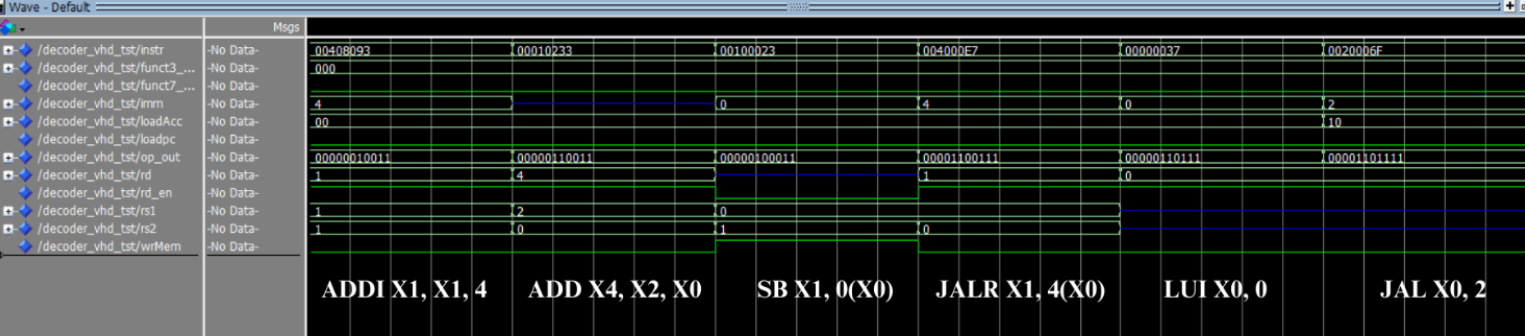 Wave - Default
Msgs
/decoder_vhd_tst/instr -No Data- 00408093 00010233 00100023 004000E7 00000037 0020006F
/decoder_vhd_tst/funct3_... -No Data- 000
/decoder_vhd_tst/funct7_... -No Data-
/decoder_vhd_tst/imm -No Data- 4 0 4 0 2
/decoder_vhd_tst/loadAcc -No Data- 00 10
/decoder_vhd_tst/loadpc -No Data-
/decoder_vhd_tst/op_out -No Data- 00000010011 00000110011 00000100011 00001100111 00000110111 00001101111
/decoder_vhd_tst/rd -No Data- 1 4 1 0
/decoder_vhd_tst/rd_en -No Data-
/decoder_vhd_tst/rs1 -No Data- 1 2 0
/decoder_vhd_tst/rs2 -No Data- 1 0 1 0
/decoder_vhd_tst/wrMem -No Data-
ADDI X1, X1, 4 ADD X4, X2, X0 SB X1, 0(X0) JALR X1, 4(X0) LUI X0, 0 JAL X0, 2